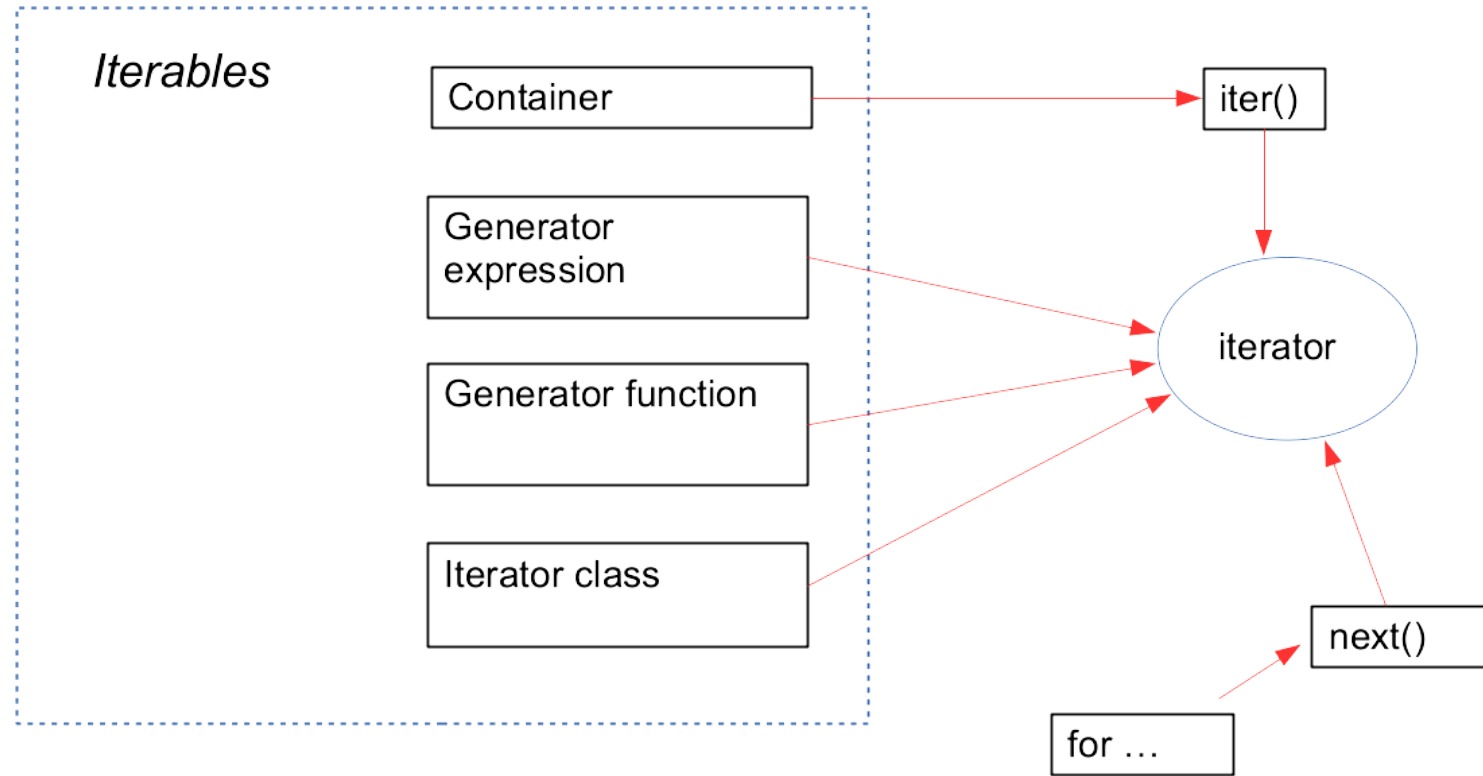 Iterables
Container
iter()
Generator
expression
iterator
Generator function
Iterator class
next()
for …